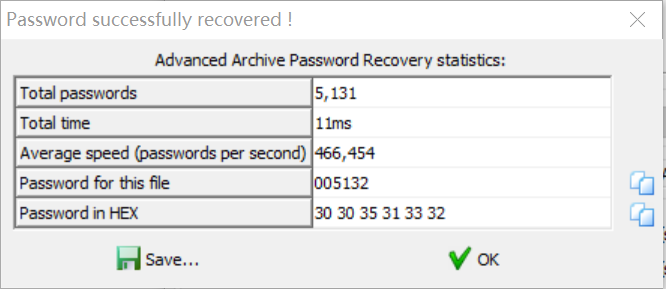 Password successfully recovered !
Advanced Archive Password Recovery statistics:
Total passwords 5,131
Total time 11ms
Average speed (passwords per second) 466,454
Password for this file 005132
Password in HEX 30 30 35 31 33 32
Save... OK